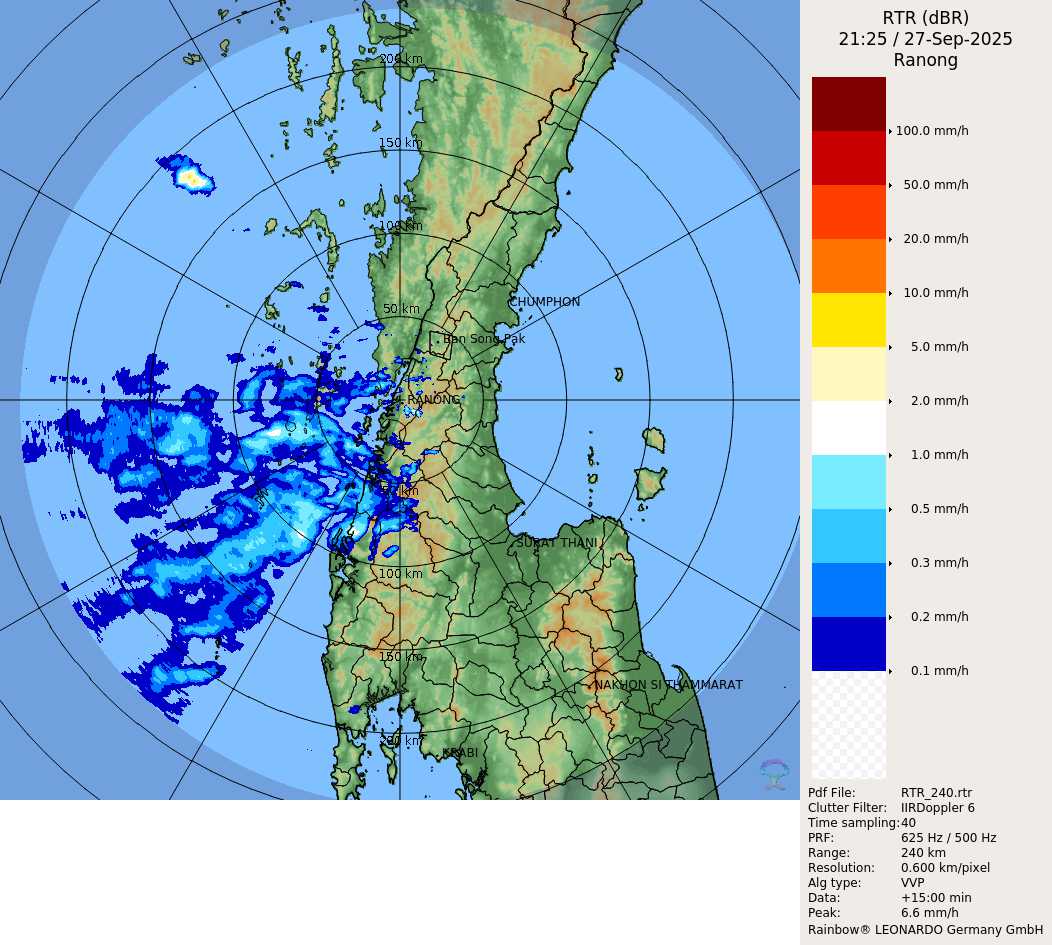 RTR (dBR)
21:25 / 27-Sep-2025
Ranong
200 km
150 km
100 km
50 km
CHUMPHON
Ban Song Pak
RANONG
50 km
SURAT THANI
100 km
150 km
NAKHON SI THAMMARAT
200 km
KRABI
100.0 mm/h
50.0 mm/h
20.0 mm/h
10.0 mm/h
5.0 mm/h
2.0 mm/h
1.0 mm/h
0.5 mm/h
0.3 mm/h
0.2 mm/h
0.1 mm/h
Pdf File: RTR_240.rtr
Clutter Filter: IIRDoppler 6
Time sampling: 40
PRF: 625 Hz / 500 Hz
Range: 240 km
Resolution: 0.600 km/pixel
Alg type: VVP
Data: +15:00 min
Peak: 6.6 mm/h
Rainbow® LEONARDO Germany GmbH